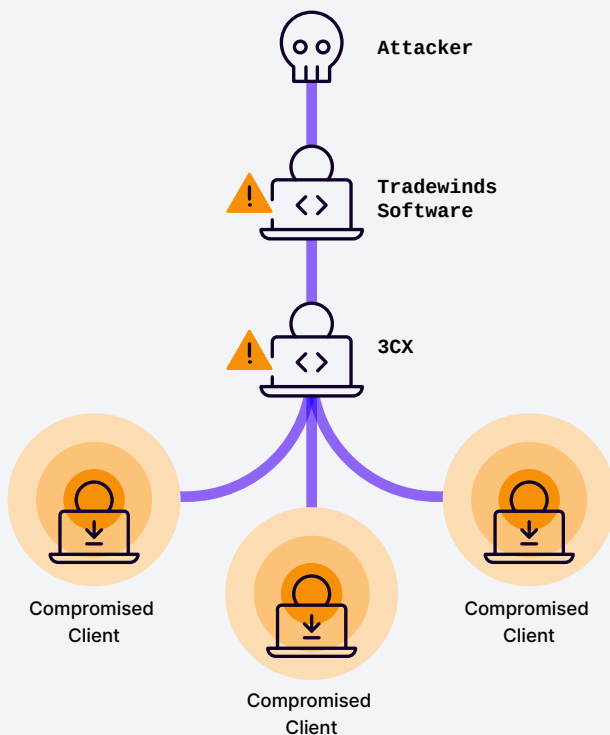 Attacker
Tradewinds
Software
3CX
Compromised
Client
Compromised
Client
Compromised
Client